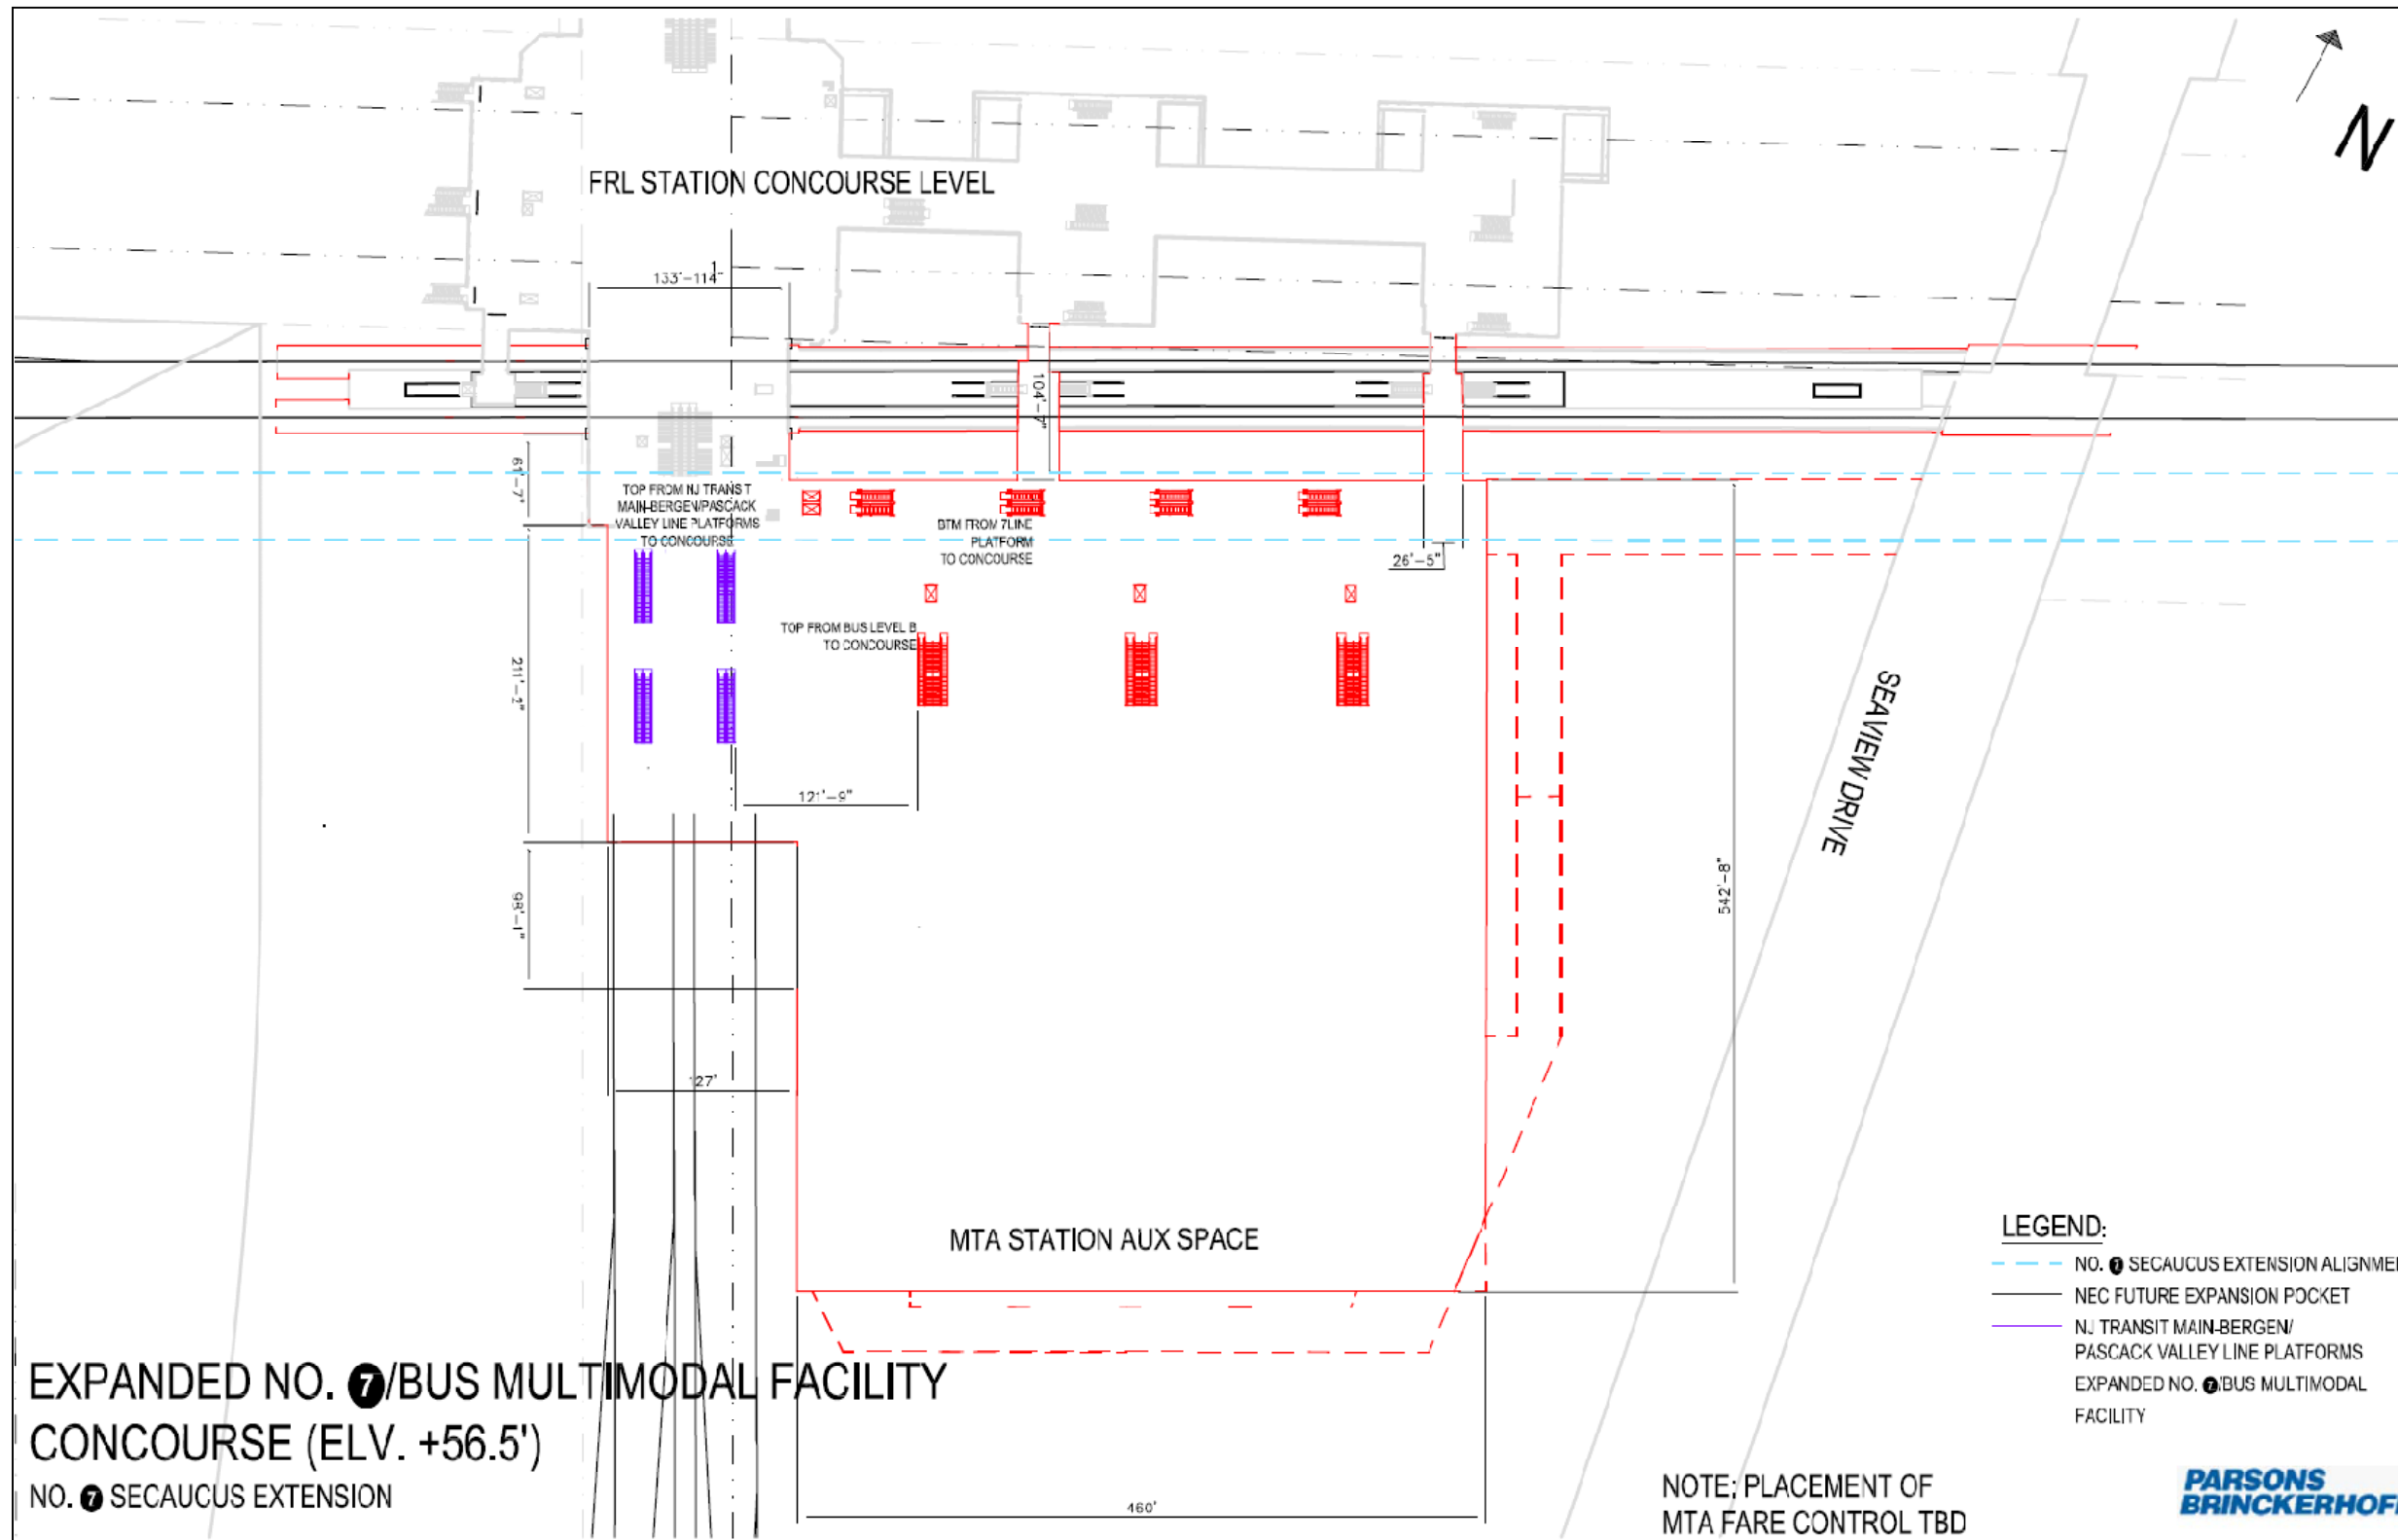 N
FRL STATION CONCOURSE LEVEL
1
133'-114"
104'-7"
61'-7"
TOP FROM NJ TRANSIT
MAIN-BERGEN/PASCACK
VALLEY LINE PLATFORMS
TO CONCOURSE
BTM FROM 7LINE
PLATFORM
TO CONCOURSE
26'-5"
TOP FROM BUS LEVEL B
TO CONCOURSE
SEAVIEW DRIVE
121'-9"
542'-8"
98'-1"
127'
MTA STATION AUX SPACE
LEGEND:
NO. 7 SECAUCUS EXTENSION ALIGNMEN
NEC FUTURE EXPANSION POCKET
NJ TRANSIT MAIN-BERGEN/
PASCACK VALLEY LINE PLATFORMS
EXPANDED NO. 7/BUS MULTIMODAL
FACILITY
EXPANDED NO. 7/BUS MULTIMODAL FACILITY
CONCOURSE (ELV. +56.5')
NO. 7 SECAUCUS EXTENSION
460'
NOTE; PLACEMENT OF
MTA FARE CONTROL TBD
PARSONS
BRINCKERHOFF